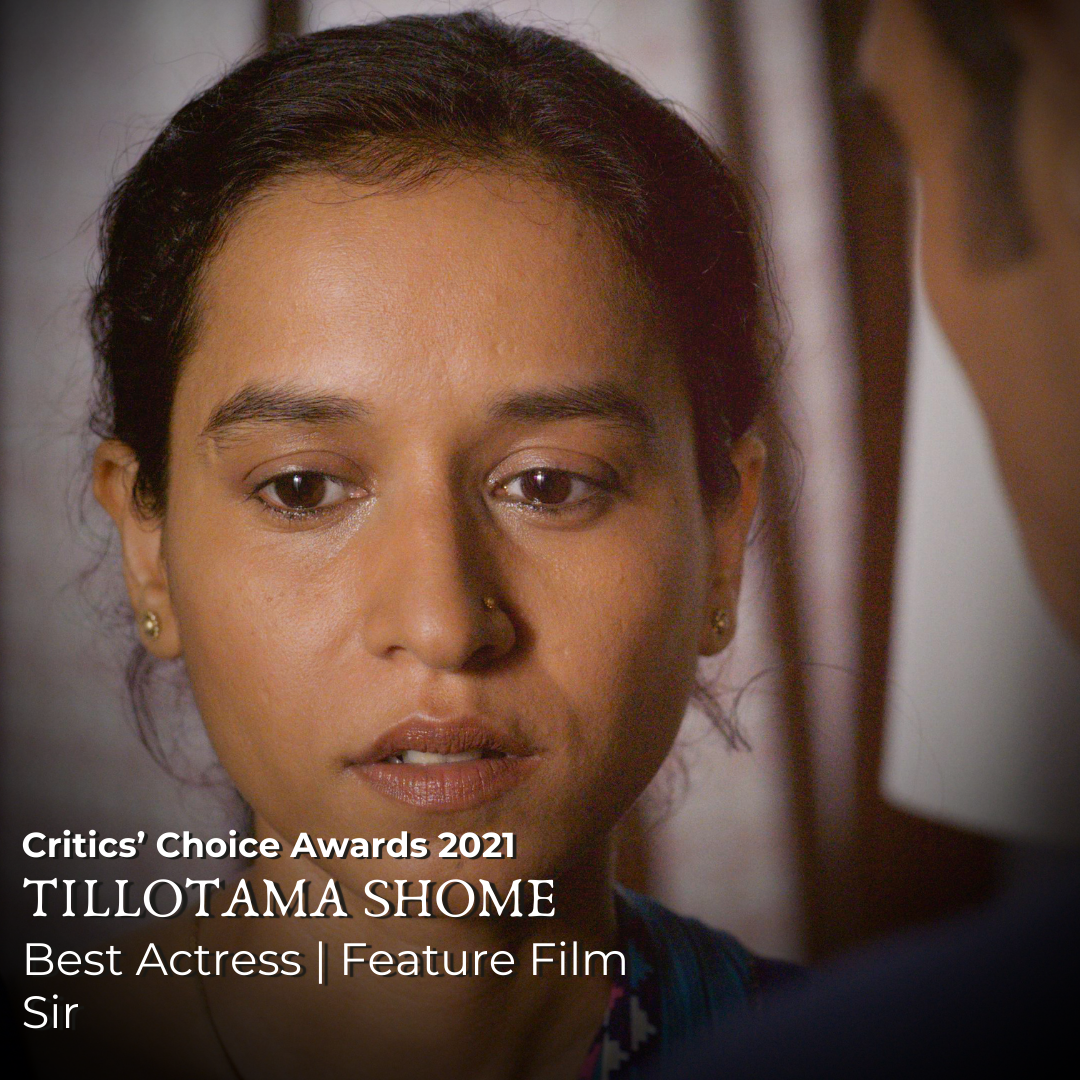 Critics’ Choice Awards 2021
TILLOTAMA SHOME
Best Actress | Feature Film
Sir